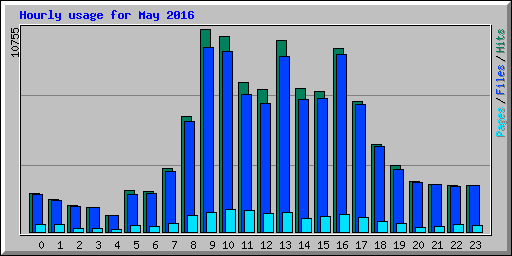 Hourly usage for May 2016
10755
Pages/Files/Hits
0 1 2 3 4 5 6 7 8 9 10 11 12 13 14 15 16 17 18 19 20 21 22 23